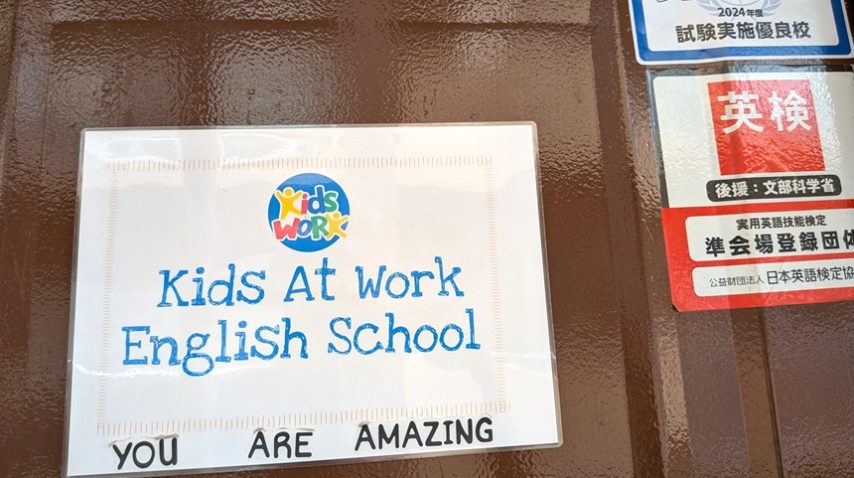 Kids
WORK
Kids At Work
English School
YOU ARE AMAZING
2024年度
試験実施優良校
英検
後援：文部科学省
実用英語技能検定
準会場登録団体
公益財団法人 日本英語検定協